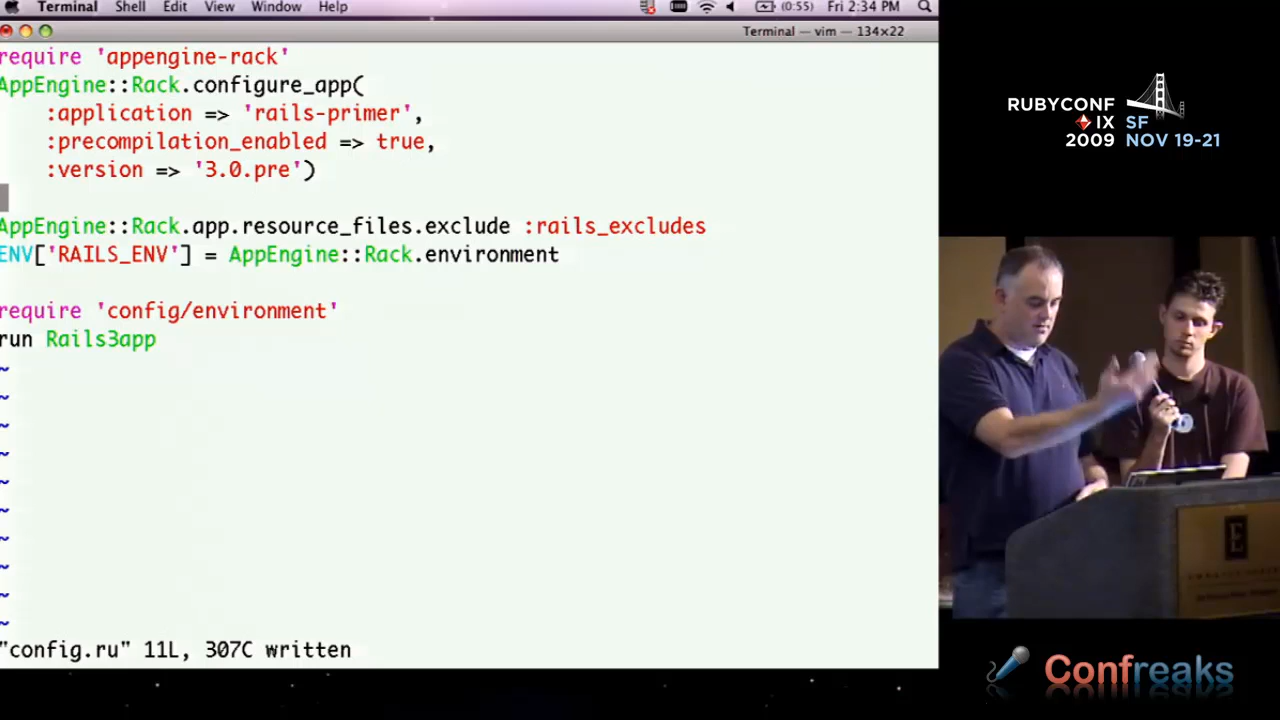 Terminal Shell Edit View Window Help (0:55) Fri 2:34 PM
Terminal — vim — 134×22
require 'appengine-rack'
AppEngine::Rack.configure_app(
:application => 'rails-primer',
:precompilation_enabled => true,
:version => '3.0.pre')
AppEngine::Rack.app.resource_files.exclude :rails_excludes
ENV['RAILS_ENV'] = AppEngine::Rack.environment
require 'config/environment'
run Rails3app
~
~
~
~
~
~
~
~
~
~
"config.ru" 11L, 307C written
RUBYCONF
IX SF
2009 NOV 19-21
E
Confreaks